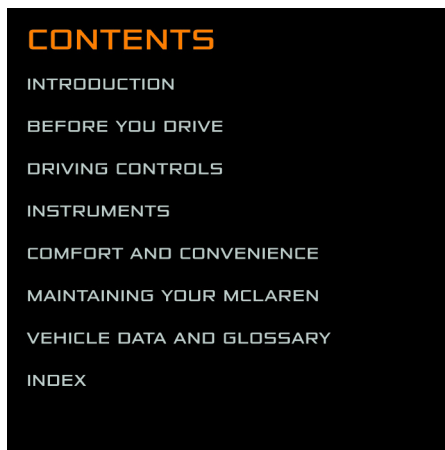 CONTENTS
INTRODUCTION
BEFORE YOU DRIVE
DRIVING CONTROLS
INSTRUMENTS
COMFORT AND CONVENIENCE
MAINTAINING YOUR MCLAREN
VEHICLE DATA AND GLOSSARY
INDEX